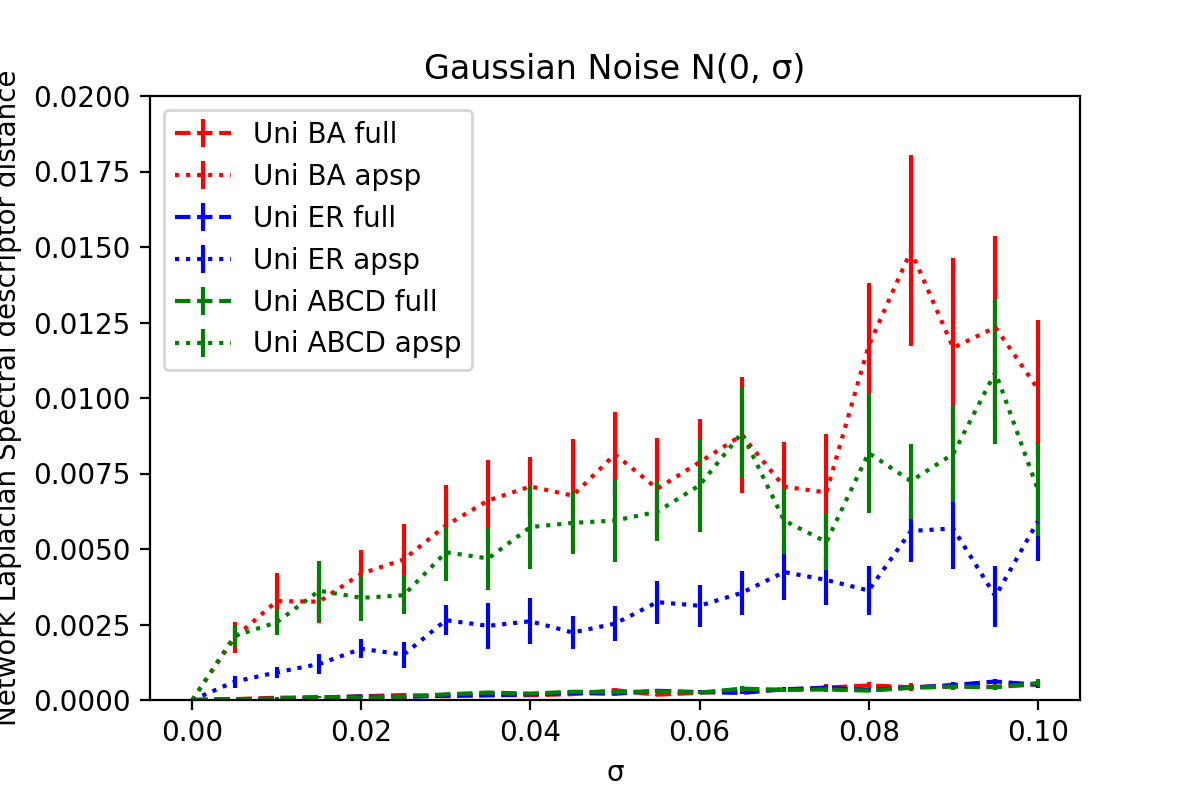 Gaussian Noise N(0, σ)
Network Laplacian Spectral descriptor distance
0.0200
0.0175
0.0150
0.0125
0.0100
0.0075
0.0050
0.0025
0.0000
Uni BA full
Uni BA apsp
Uni ER full
Uni ER apsp
Uni ABCD full
Uni ABCD apsp
0.00 0.02 0.04 0.06 0.08 0.10
σ